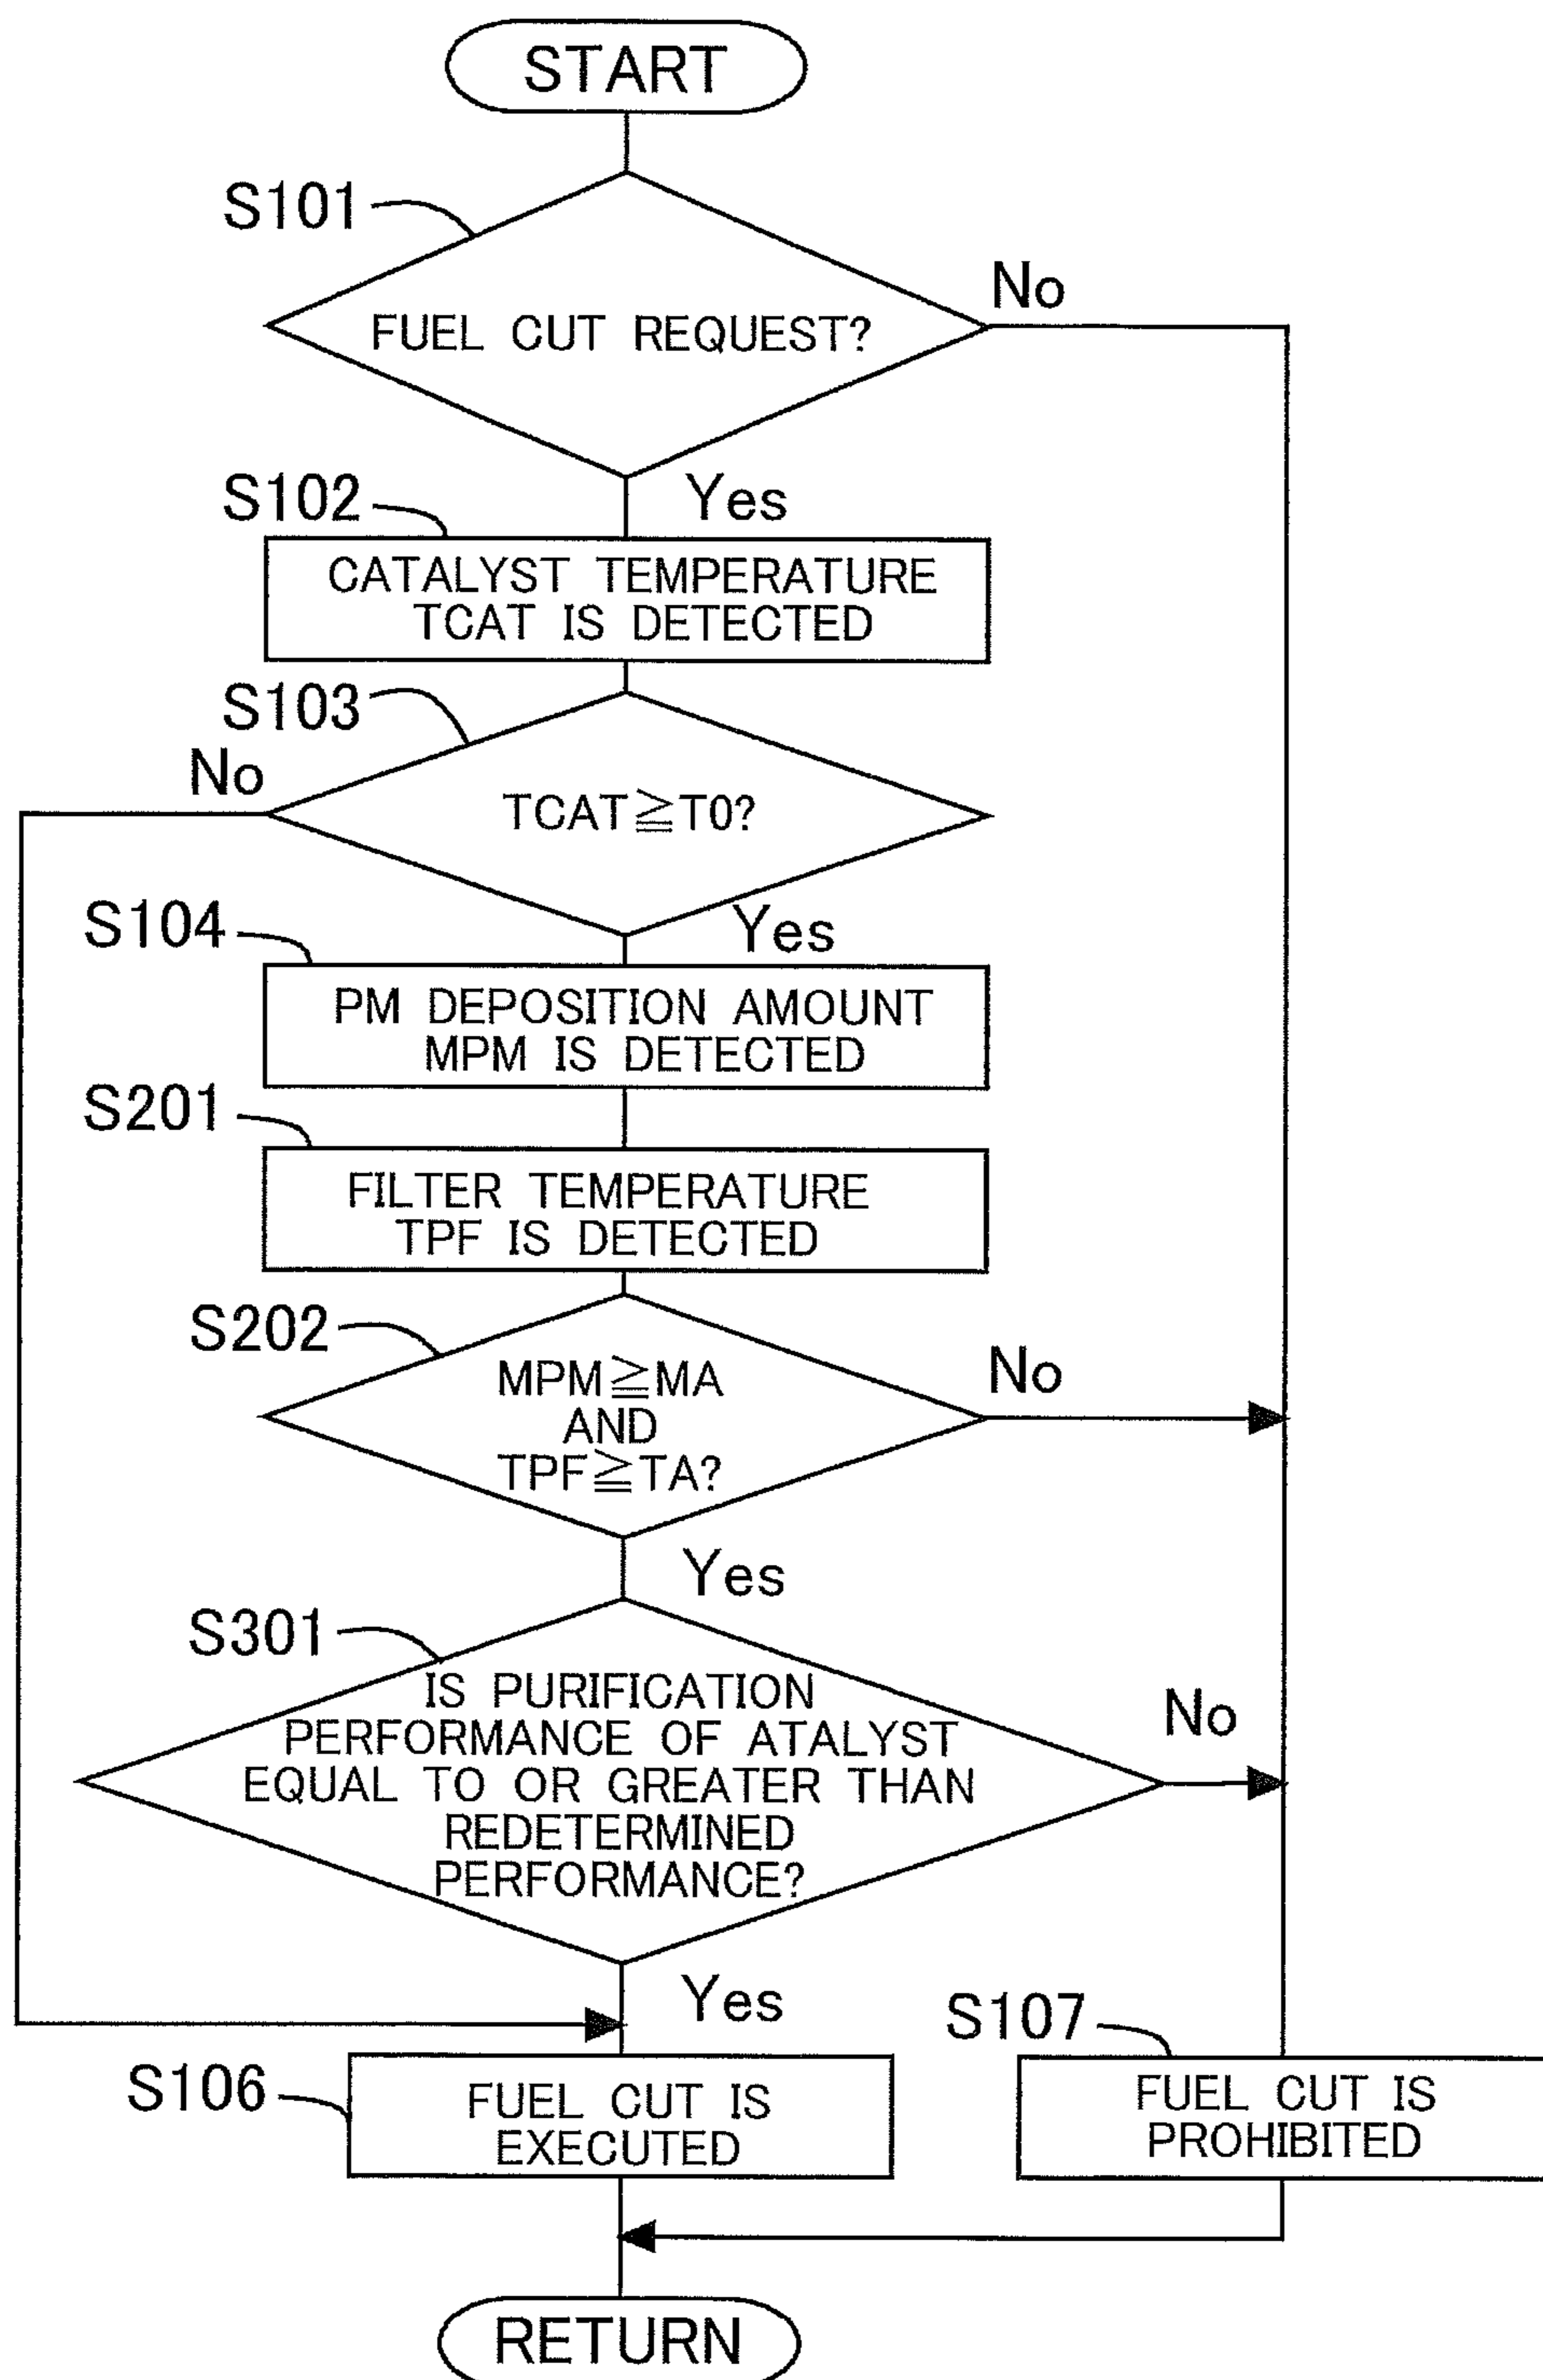 START
S101
FUEL CUT REQUEST?
No
S102
Yes
CATALYST TEMPERATURE
TCAT IS DETECTED
S103
No
TCAT≧T0?
S104
Yes
PM DEPOSITION AMOUNT
MPM IS DETECTED
S201
FILTER TEMPERATURE
TPF IS DETECTED
S202
MPM≧MA
AND
TPF≧TA?
No
Yes
S301
IS PURIFICATION
PERFORMANCE OF ATALYST
EQUAL TO OR GREATER THAN
REDETERMINED
PERFORMANCE?
No
Yes
S106
FUEL CUT IS
EXECUTED
S107
FUEL CUT IS
PROHIBITED
RETURN